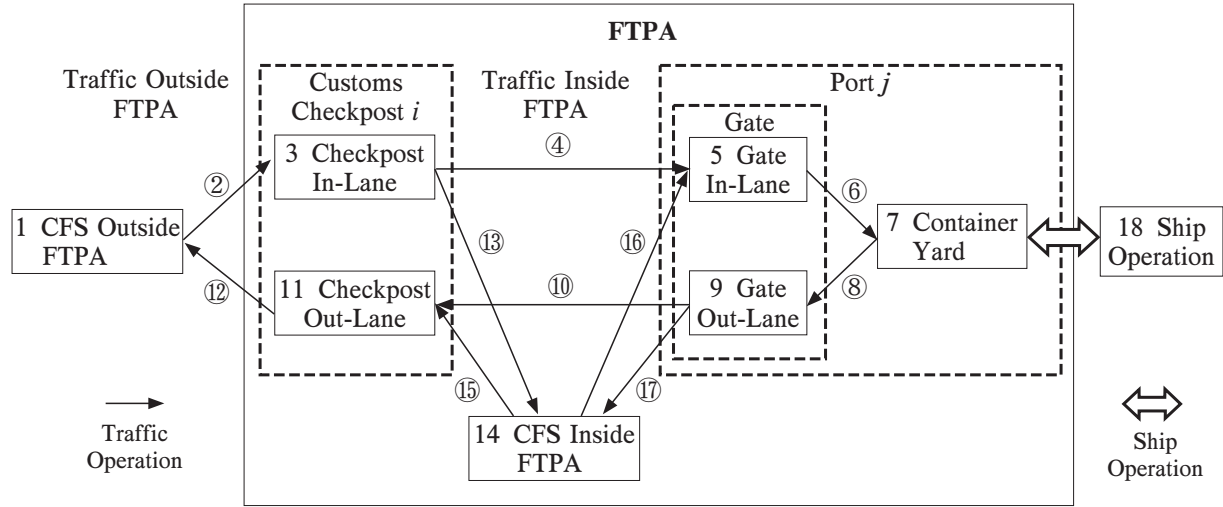 FTPA
Traffic Outside
FTPA
Customs
Checkpost i
Traffic Inside
FTPA
Port j
Gate
3 Checkpost
In-Lane
④
5 Gate
In-Lane
②
⑥
1 CFS Outside
FTPA
⑬
⑯
7 Container
Yard
18 Ship
Operation
⑫
11 Checkpost
Out-Lane
⑩
9 Gate
Out-Lane
⑧
⑮
⑰
Traffic
Operation
14 CFS Inside
FTPA
Ship
Operation